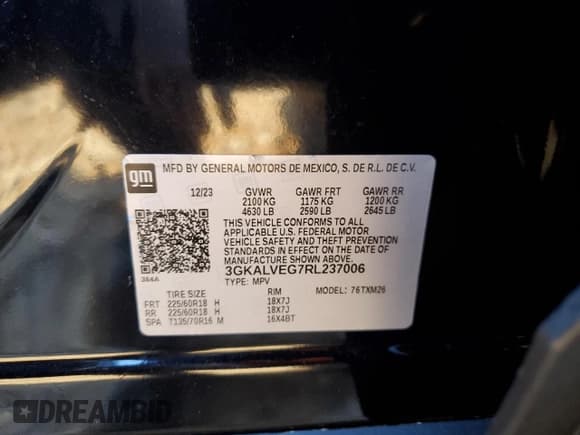 gm
MFD BY GENERAL MOTORS DE MEXICO, S. DE R.L. DE C.V.
12/23 GVWR GAWR FRT GAWR RR
2100 KG 1175 KG 1200 KG
4630 LB 2590 LB 2645 LB
THIS VEHICLE CONFORMS TO ALL
APPLICABLE U.S. FEDERAL MOTOR
VEHICLE SAFETY AND THEFT PREVENTION
STANDARDS IN EFFECT ON THE DATE OF
MANUFACTURE SHOWN ABOVE.
384A
3GKALVEG7RL237006
TYPE: MPV MODEL: 76TXM26
TIRE SIZE RIM
FRT 225/60R18 H 18X7J
RR 225/60R18 H 18X7J
SPA T135/70R16 M 16X4BT
DREAMBID